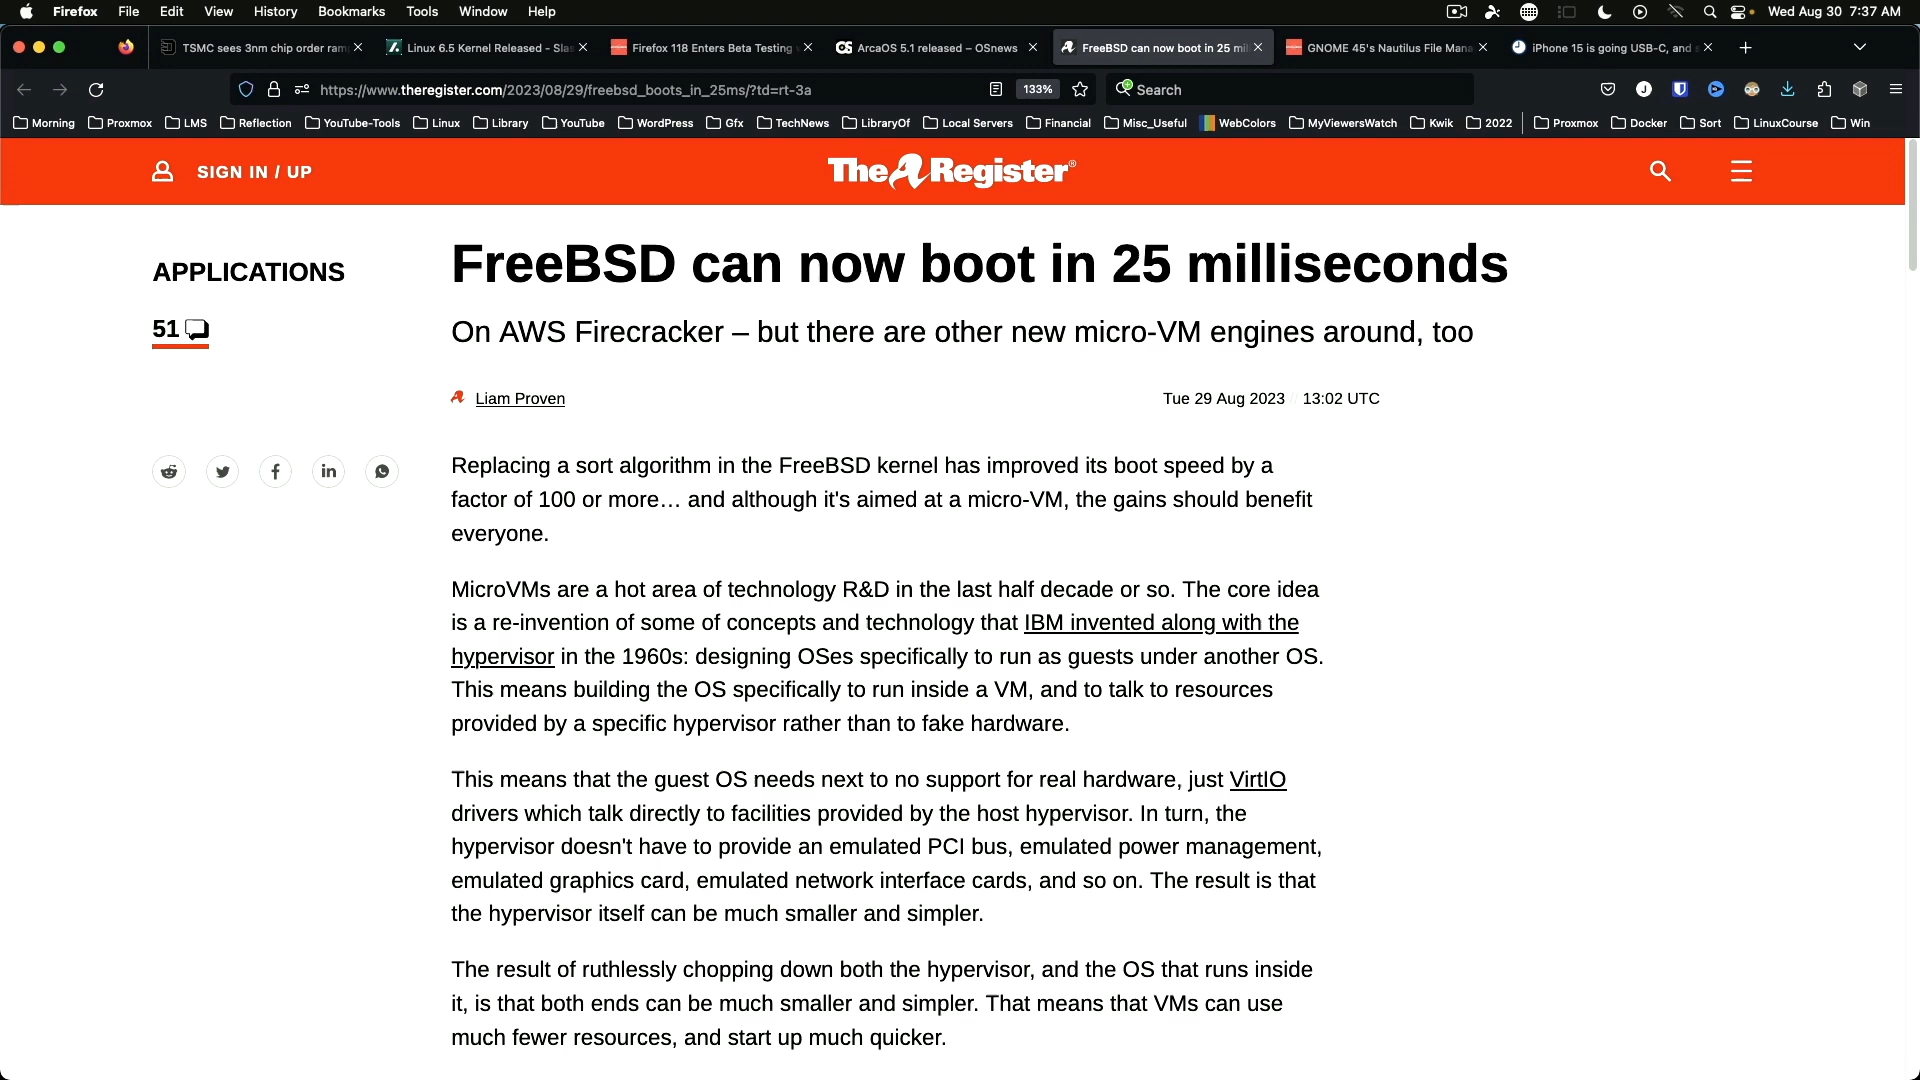 Firefox File Edit View History Bookmarks Tools Window Help Wed Aug 30 7:37 AM
TSMC sees 3nm chip order ram
Linux 6.5 Kernel Released - Sla
Firefox 118 Enters Beta Testing
ArcaOS 5.1 released – OSnews
FreeBSD can now boot in 25 mil
GNOME 45's Nautilus File Mana
iPhone 15 is going USB-C, and s
https://www.theregister.com/2023/08/29/freebsd_boots_in_25ms/?td=rt-3a 133% Search
Morning Proxmox LMS Reflection YouTube-Tools Linux Library YouTube WordPress Gfx TechNews LibraryOf Local Servers Financial Misc_Useful WebColors MyViewersWatch Kwik 2022 Proxmox Docker Sort LinuxCourse Win
SIGN IN / UP
The Register®
APPLICATIONS
51
FreeBSD can now boot in 25 milliseconds
On AWS Firecracker – but there are other new micro-VM engines around, too
Liam Proven
Tue 29 Aug 2023 // 13:02 UTC
Replacing a sort algorithm in the FreeBSD kernel has improved its boot speed by a
factor of 100 or more… and although it's aimed at a micro-VM, the gains should benefit
everyone.
MicroVMs are a hot area of technology R&D in the last half decade or so. The core idea
is a re-invention of some of concepts and technology that IBM invented along with the
hypervisor in the 1960s: designing OSes specifically to run as guests under another OS.
This means building the OS specifically to run inside a VM, and to talk to resources
provided by a specific hypervisor rather than to fake hardware.
This means that the guest OS needs next to no support for real hardware, just VirtIO
drivers which talk directly to facilities provided by the host hypervisor. In turn, the
hypervisor doesn't have to provide an emulated PCI bus, emulated power management,
emulated graphics card, emulated network interface cards, and so on. The result is that
the hypervisor itself can be much smaller and simpler.
The result of ruthlessly chopping down both the hypervisor, and the OS that runs inside
it, is that both ends can be much smaller and simpler. That means that VMs can use
much fewer resources, and start up much quicker.